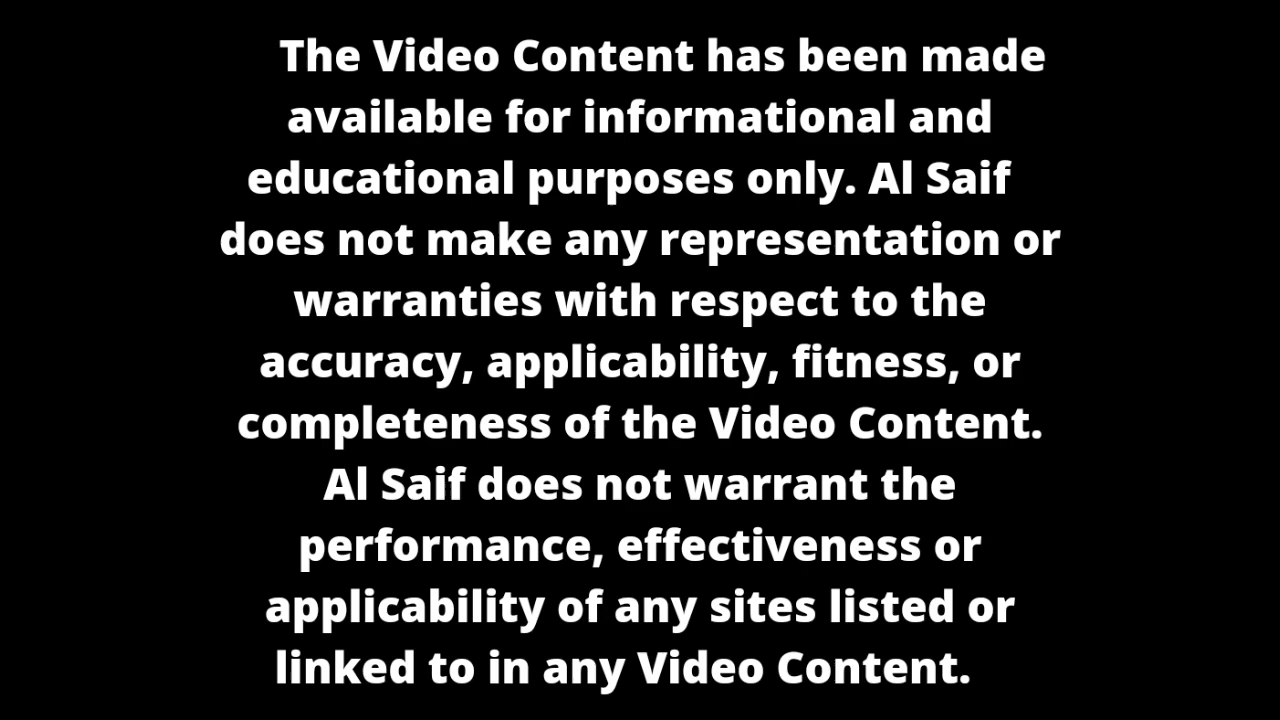 The Video Content has been made
available for informational and
educational purposes only. Al Saif
does not make any representation or
warranties with respect to the
accuracy, applicability, fitness, or
completeness of the Video Content.
Al Saif does not warrant the
performance, effectiveness or
applicability of any sites listed or
linked to in any Video Content.